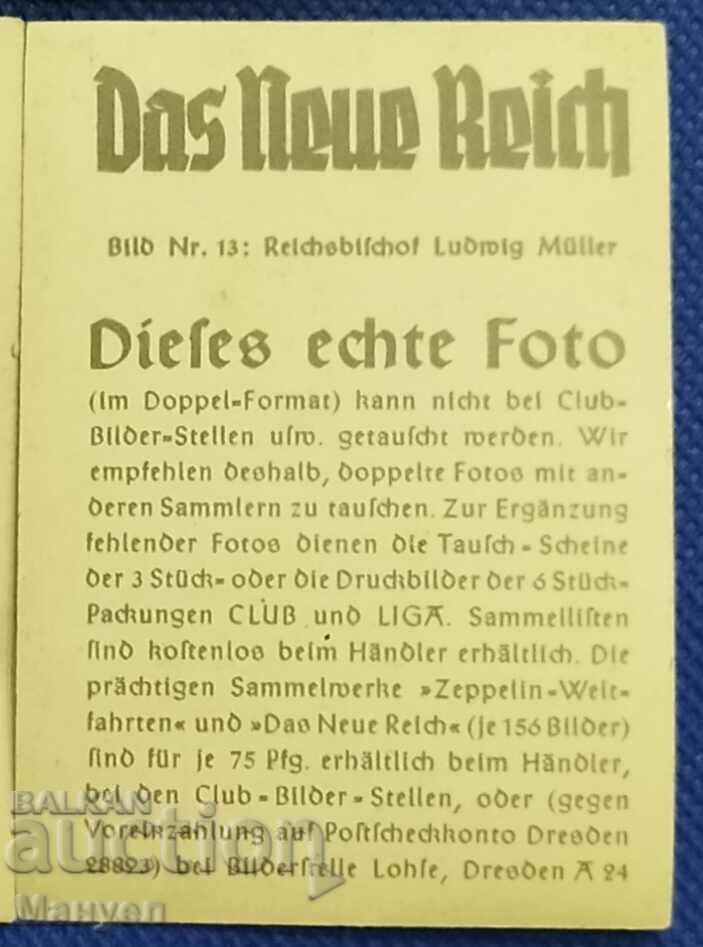 Das Neue Reich
Bild Nr. 13: Reichsbiſchof Ludwig Müller
Dieſes echte Foto
(im Doppel-Format) kann nicht bei Club-
Bilder-Stellen uſw. getauſcht werden. Wir
empfehlen deshalb, doppelte Fotos mit an-
deren Sammlern zu tauſchen. Zur Ergänzung
fehlender Fotos dienen die Tauſch-Scheine
der 3 Stück- oder die Druckbilder der 6 Stück-
Packungen CLUB und LIGA. Sammelliſten
ſind koſtenlos beim Händler erhältlich. Die
prächtigen Sammelwerke »Zeppelin-Welt-
fahrten« und »Das Neue Reich« (je 156 Bilder)
ſind für je 75 Pfg. erhältlich beim Händler,
bei den Club-Bilder-Stellen, oder (gegen
Voreinzahlung auf Poſtſcheckkonto Dresden
28823) bei Bilderſtelle Lohſe, Dresden A 24
BALKAN
auction
Мануел